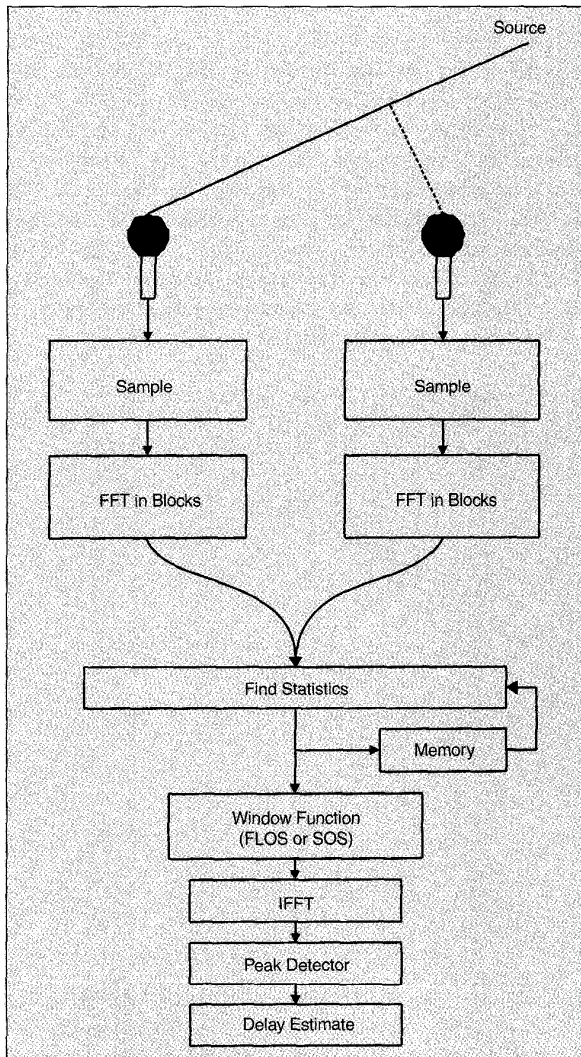 Source
Sample
Sample
FFT in Blocks
FFT in Blocks
Find Statistics
Memory
Window Function
(FLOS or SOS)
IFFT
Peak Detector
Delay Estimate